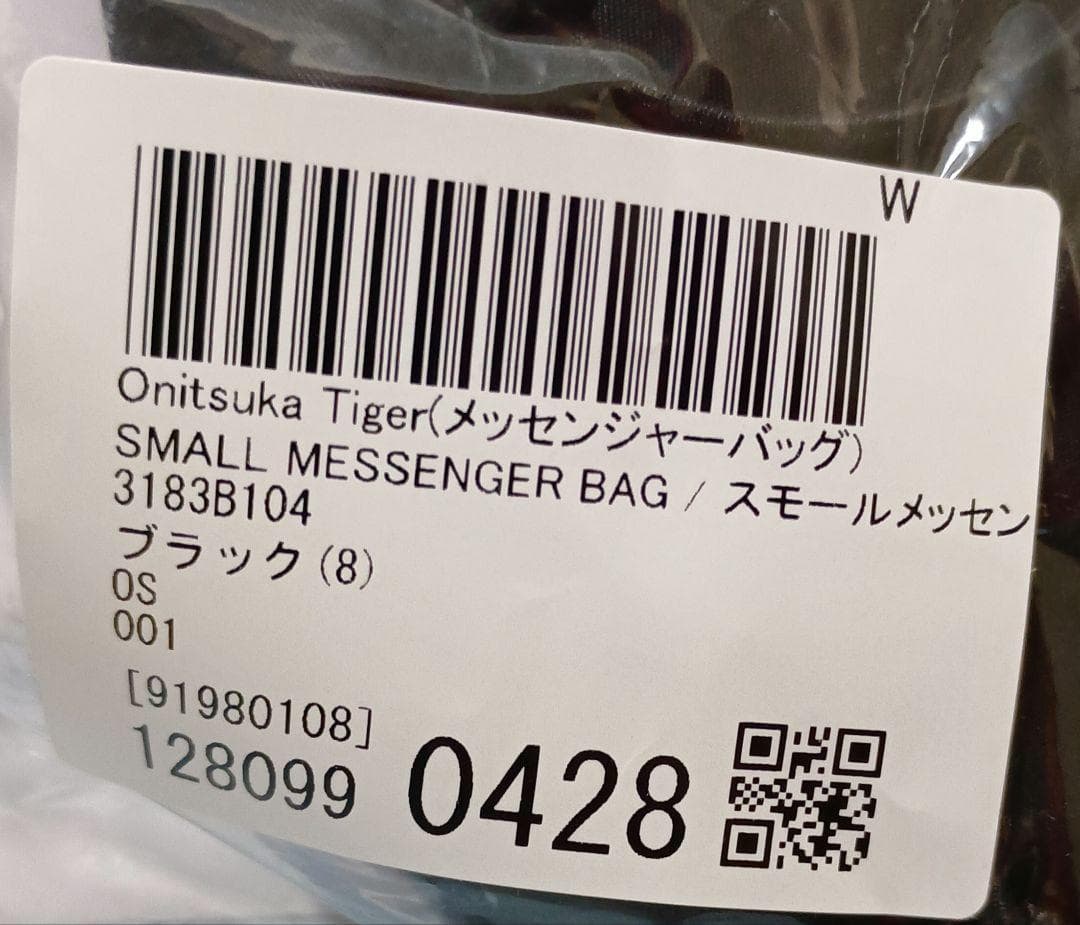 W
Onitsuka Tiger(メッセンジャーバッグ)
SMALL MESSENGER BAG / スモールメッセン
3183B104
ブラック(8)
OS
001
[91980108]
128099 0428